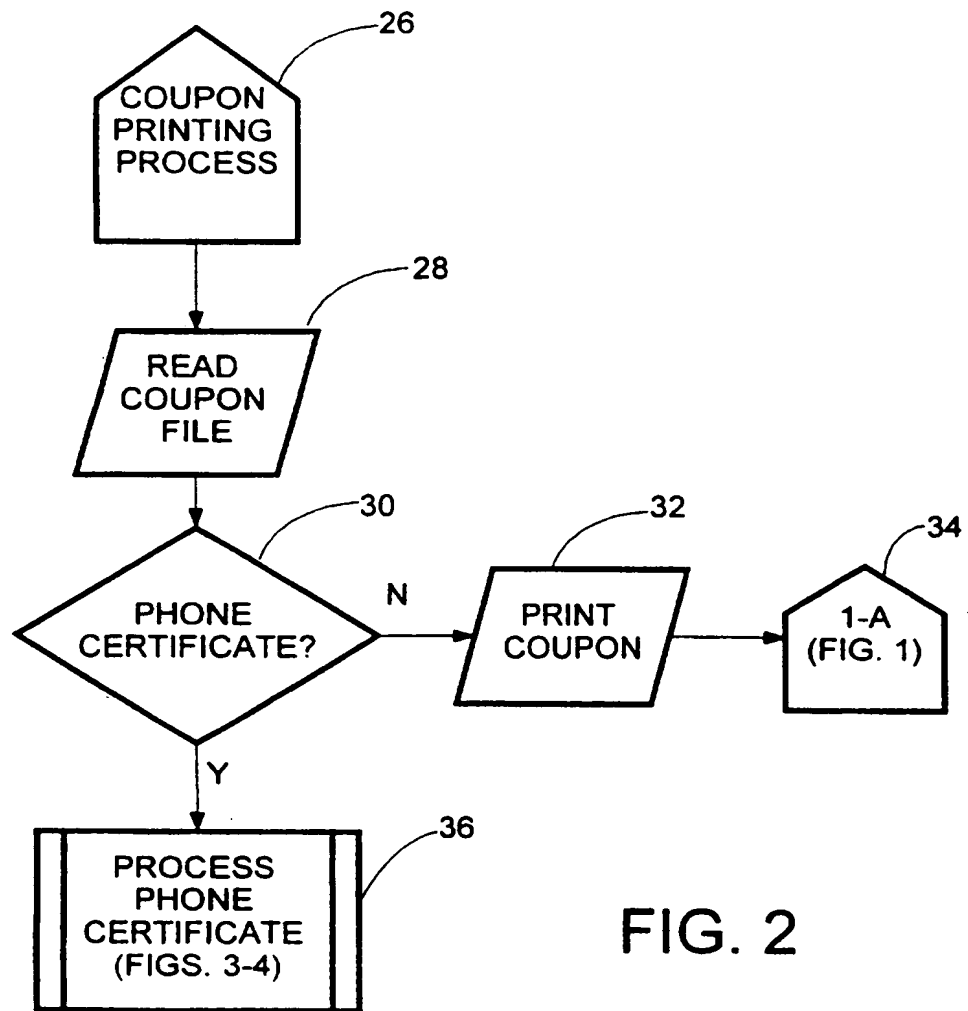 26
COUPON
PRINTING
PROCESS
28
READ
COUPON
FILE
30
PHONE
CERTIFICATE?
N
32
PRINT
COUPON
34
1-A
(FIG. 1)
Y
36
PROCESS
PHONE
CERTIFICATE
(FIGS. 3-4)
FIG. 2